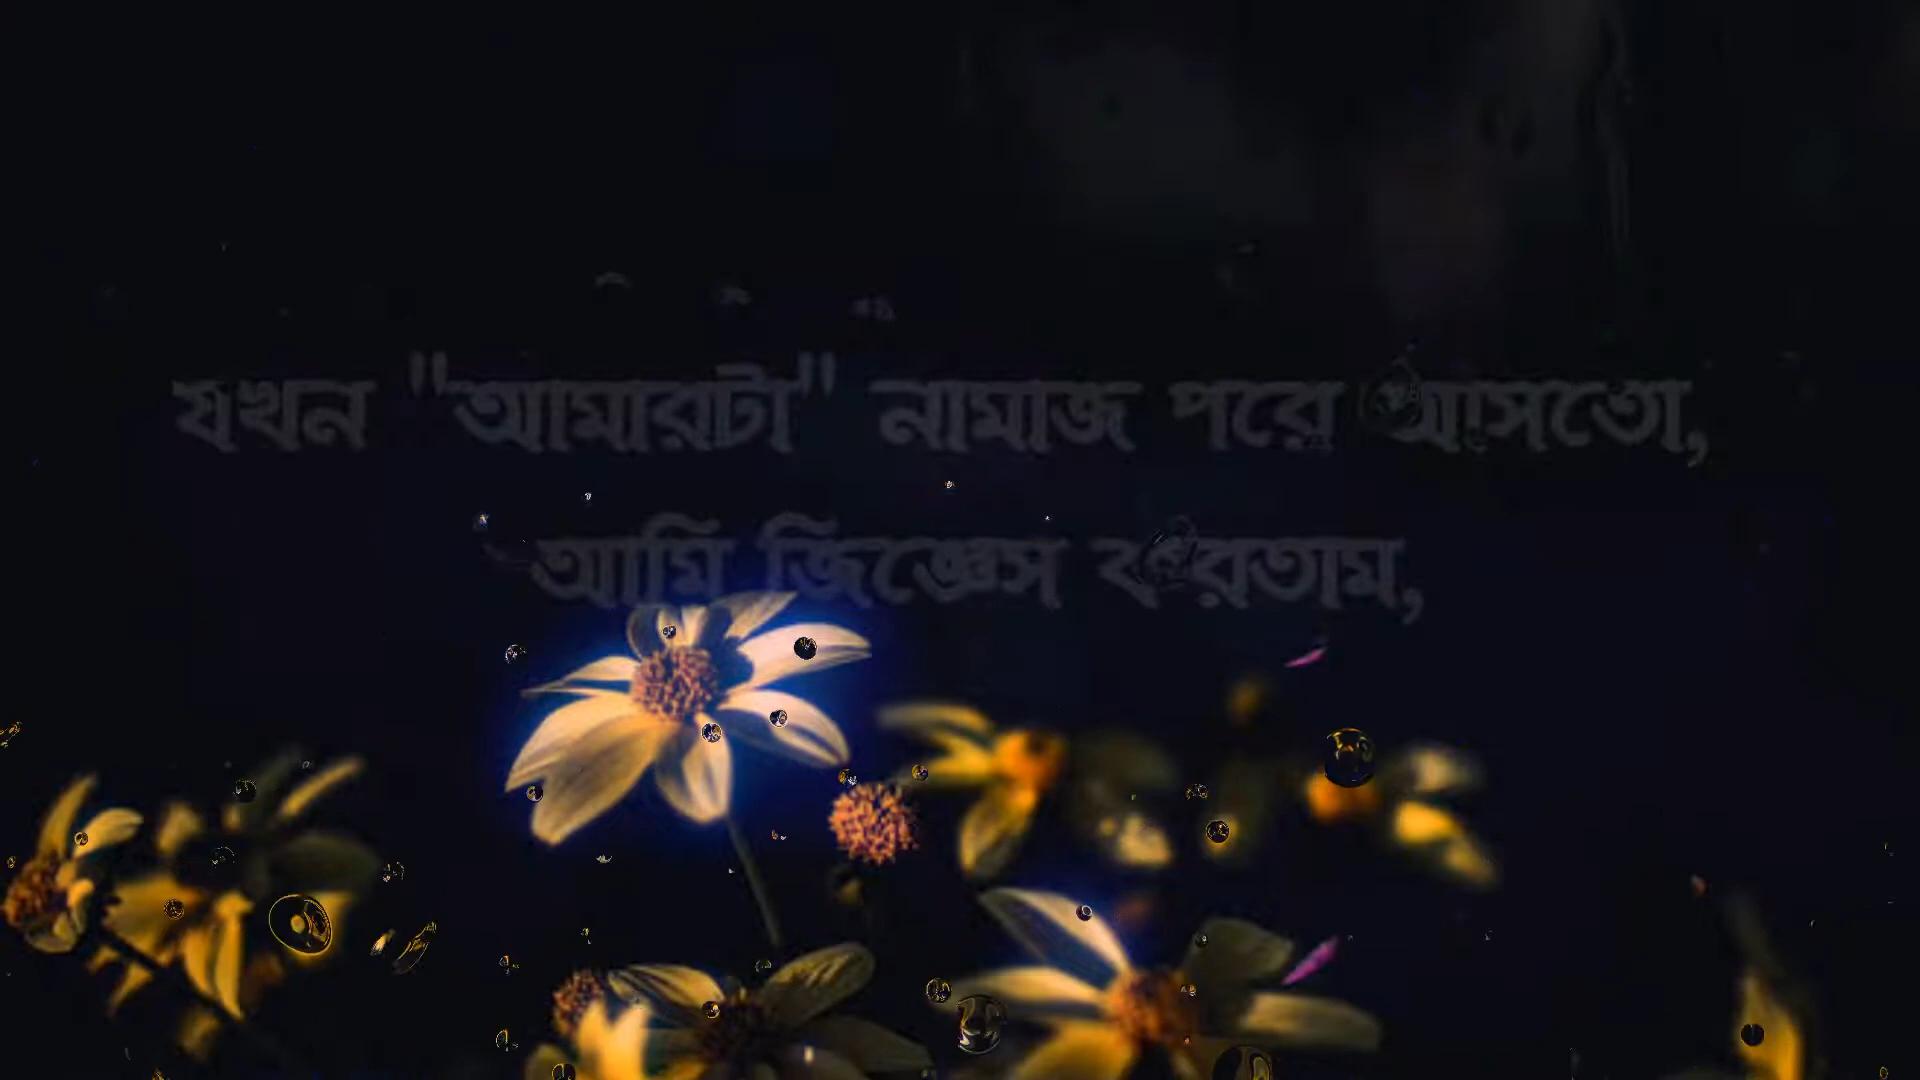 যখন "আমারটা" নামাজ পরে আসতো,
আমি জিজ্ঞেস করতাম,